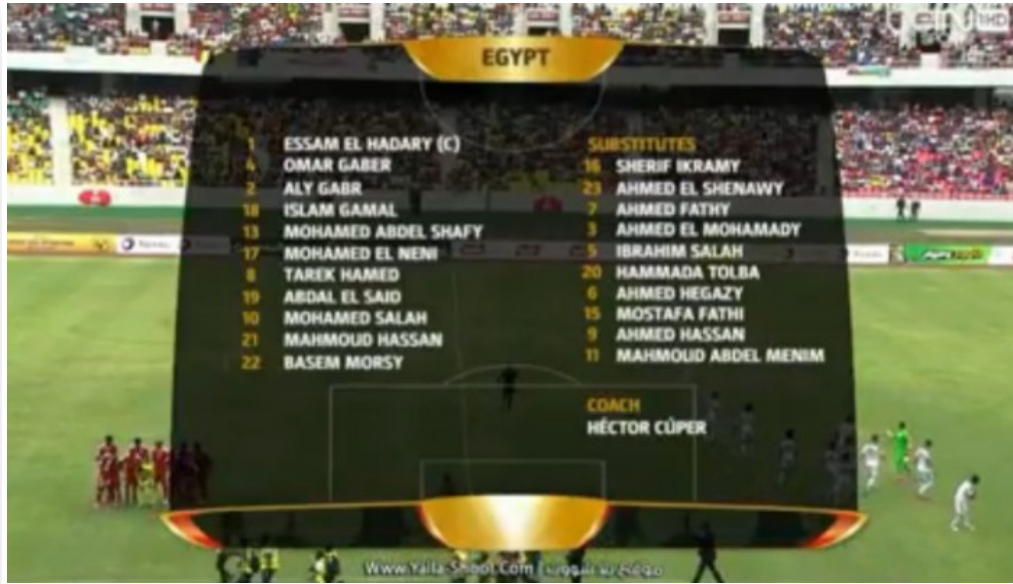 EGYPT
1 ESSAM EL HADARY (C)
4 OMAR GABER
2 ALY GABR
18 ISLAM GAMAL
13 MOHAMED ABDEL SHAFY
17 MOHAMED EL NENI
8 TAREK HAMED
19 ABDAL EL SAID
10 MOHAMED SALAH
21 MAHMOUD HASSAN
22 BASEM MORSY
SUBSTITUTES
16 SHERIF IKRAMY
23 AHMED EL SHENAWY
7 AHMED FATHY
3 AHMED EL MOHAMADY
5 IBRAHIM SALAH
20 HAMMADA TOLBA
6 AHMED HEGAZY
15 MOSTAFA FATHI
9 AHMED HASSAN
11 MAHMOUD ABDEL MENIM
COACH
HÉCTOR CÚPER
1HD
Www.Yalla-Shoot.Com | موقع يلا شووت